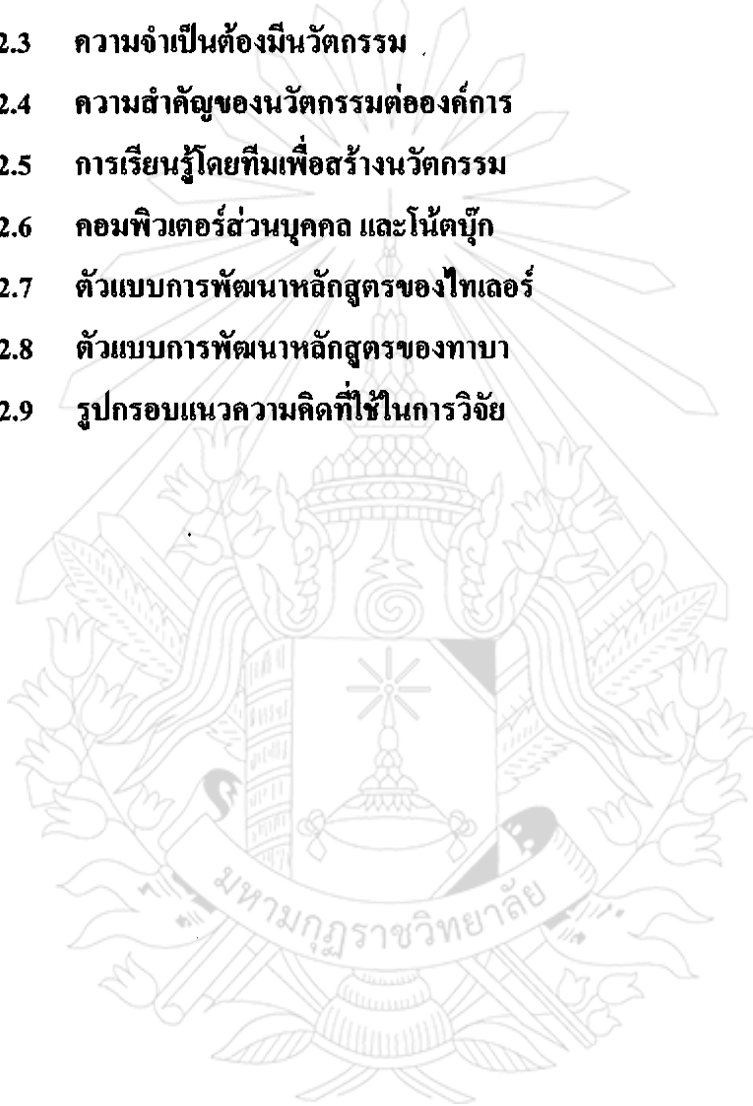 2.3 ความจำเป็นต้องมีนวัตกรรม
2.4 ความสำคัญของนวัตกรรมต่อองค์การ
2.5 การเรียนรู้โดยทีมเพื่อสร้างนวัตกรรม
2.6 คอมพิวเตอร์ส่วนบุคคล และโน้ตบุ๊ก
2.7 ตัวแบบการพัฒนาหลักสูตรของไทเลอร์
2.8 ตัวแบบการพัฒนาหลักสูตรของทาบา
2.9 รูปกรอบแนวความคิดที่ใช้ในการวิจัย
มหามกุฏราชวิทยาลัย